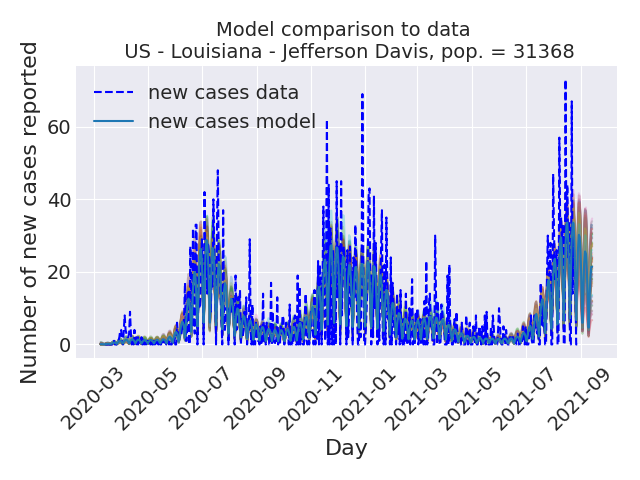 Model comparison to data
US - Louisiana - Jefferson Davis, pop. = 31368
Number of new cases reported
new cases data
new cases model
60
40
20
0
2020-03
2020-05
2020-07
2020-09
2020-11
2021-01
2021-03
2021-05
2021-07
2021-09
Day